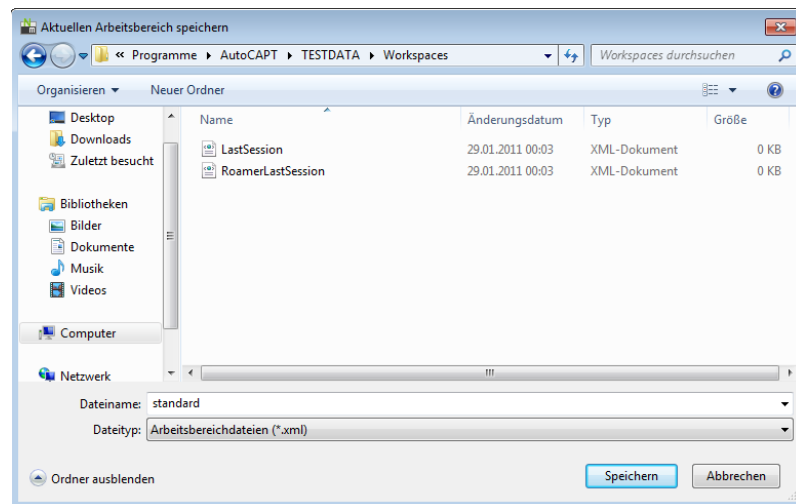 Aktuellen Arbeitsbereich speichern
« Programme AutoCAPT TESTDATA Workspaces
Workspaces durchsuchen
Organisieren Neuer Ordner
Desktop
Downloads
Zuletzt besucht
Bibliotheken
Bilder
Dokumente
Musik
Videos
Computer
Netzwerk
Name Änderungsdatum Typ Größe
LastSession 29.01.2011 00:03 XML-Dokument 0 KB
RoamerLastSession 29.01.2011 00:03 XML-Dokument 0 KB
Dateiname: standard
Dateityp: Arbeitsbereichdateien (*.xml)
Ordner ausblenden
Speichern Abbrechen